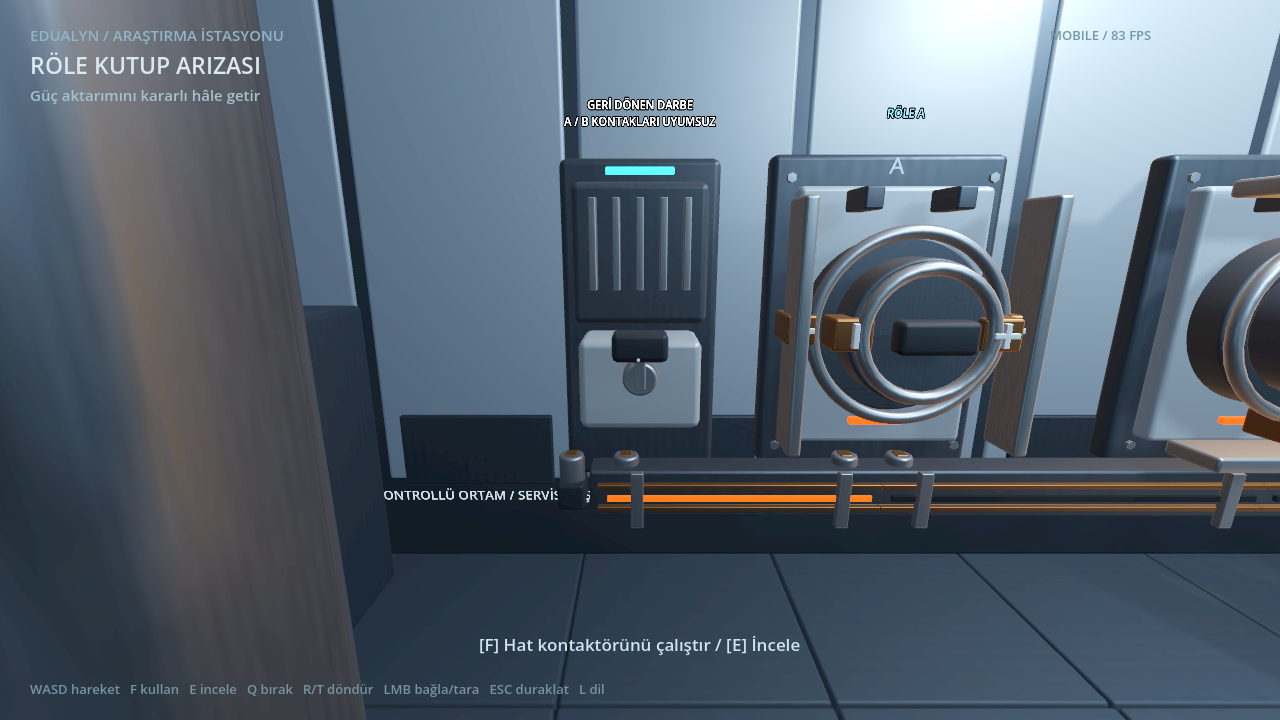 EDUALYN / ARAŞTIRMA İSTASYONU
MOBILE / 83 FPS
RÖLE KUTUP ARIZASI
Güç aktarımını kararlı hâle getir
GERİ DÖNEN DARBE
A / B KONTAKLARI UYUMSUZ
RÖLE A
A
ONTROLLÜ ORTAM / SERVİS
[F] Hat kontaktörünü çalıştır / [E] İncele
WASD hareket F kullan E incele Q bırak R/T döndür LMB bağla/tara ESC duraklat L dil